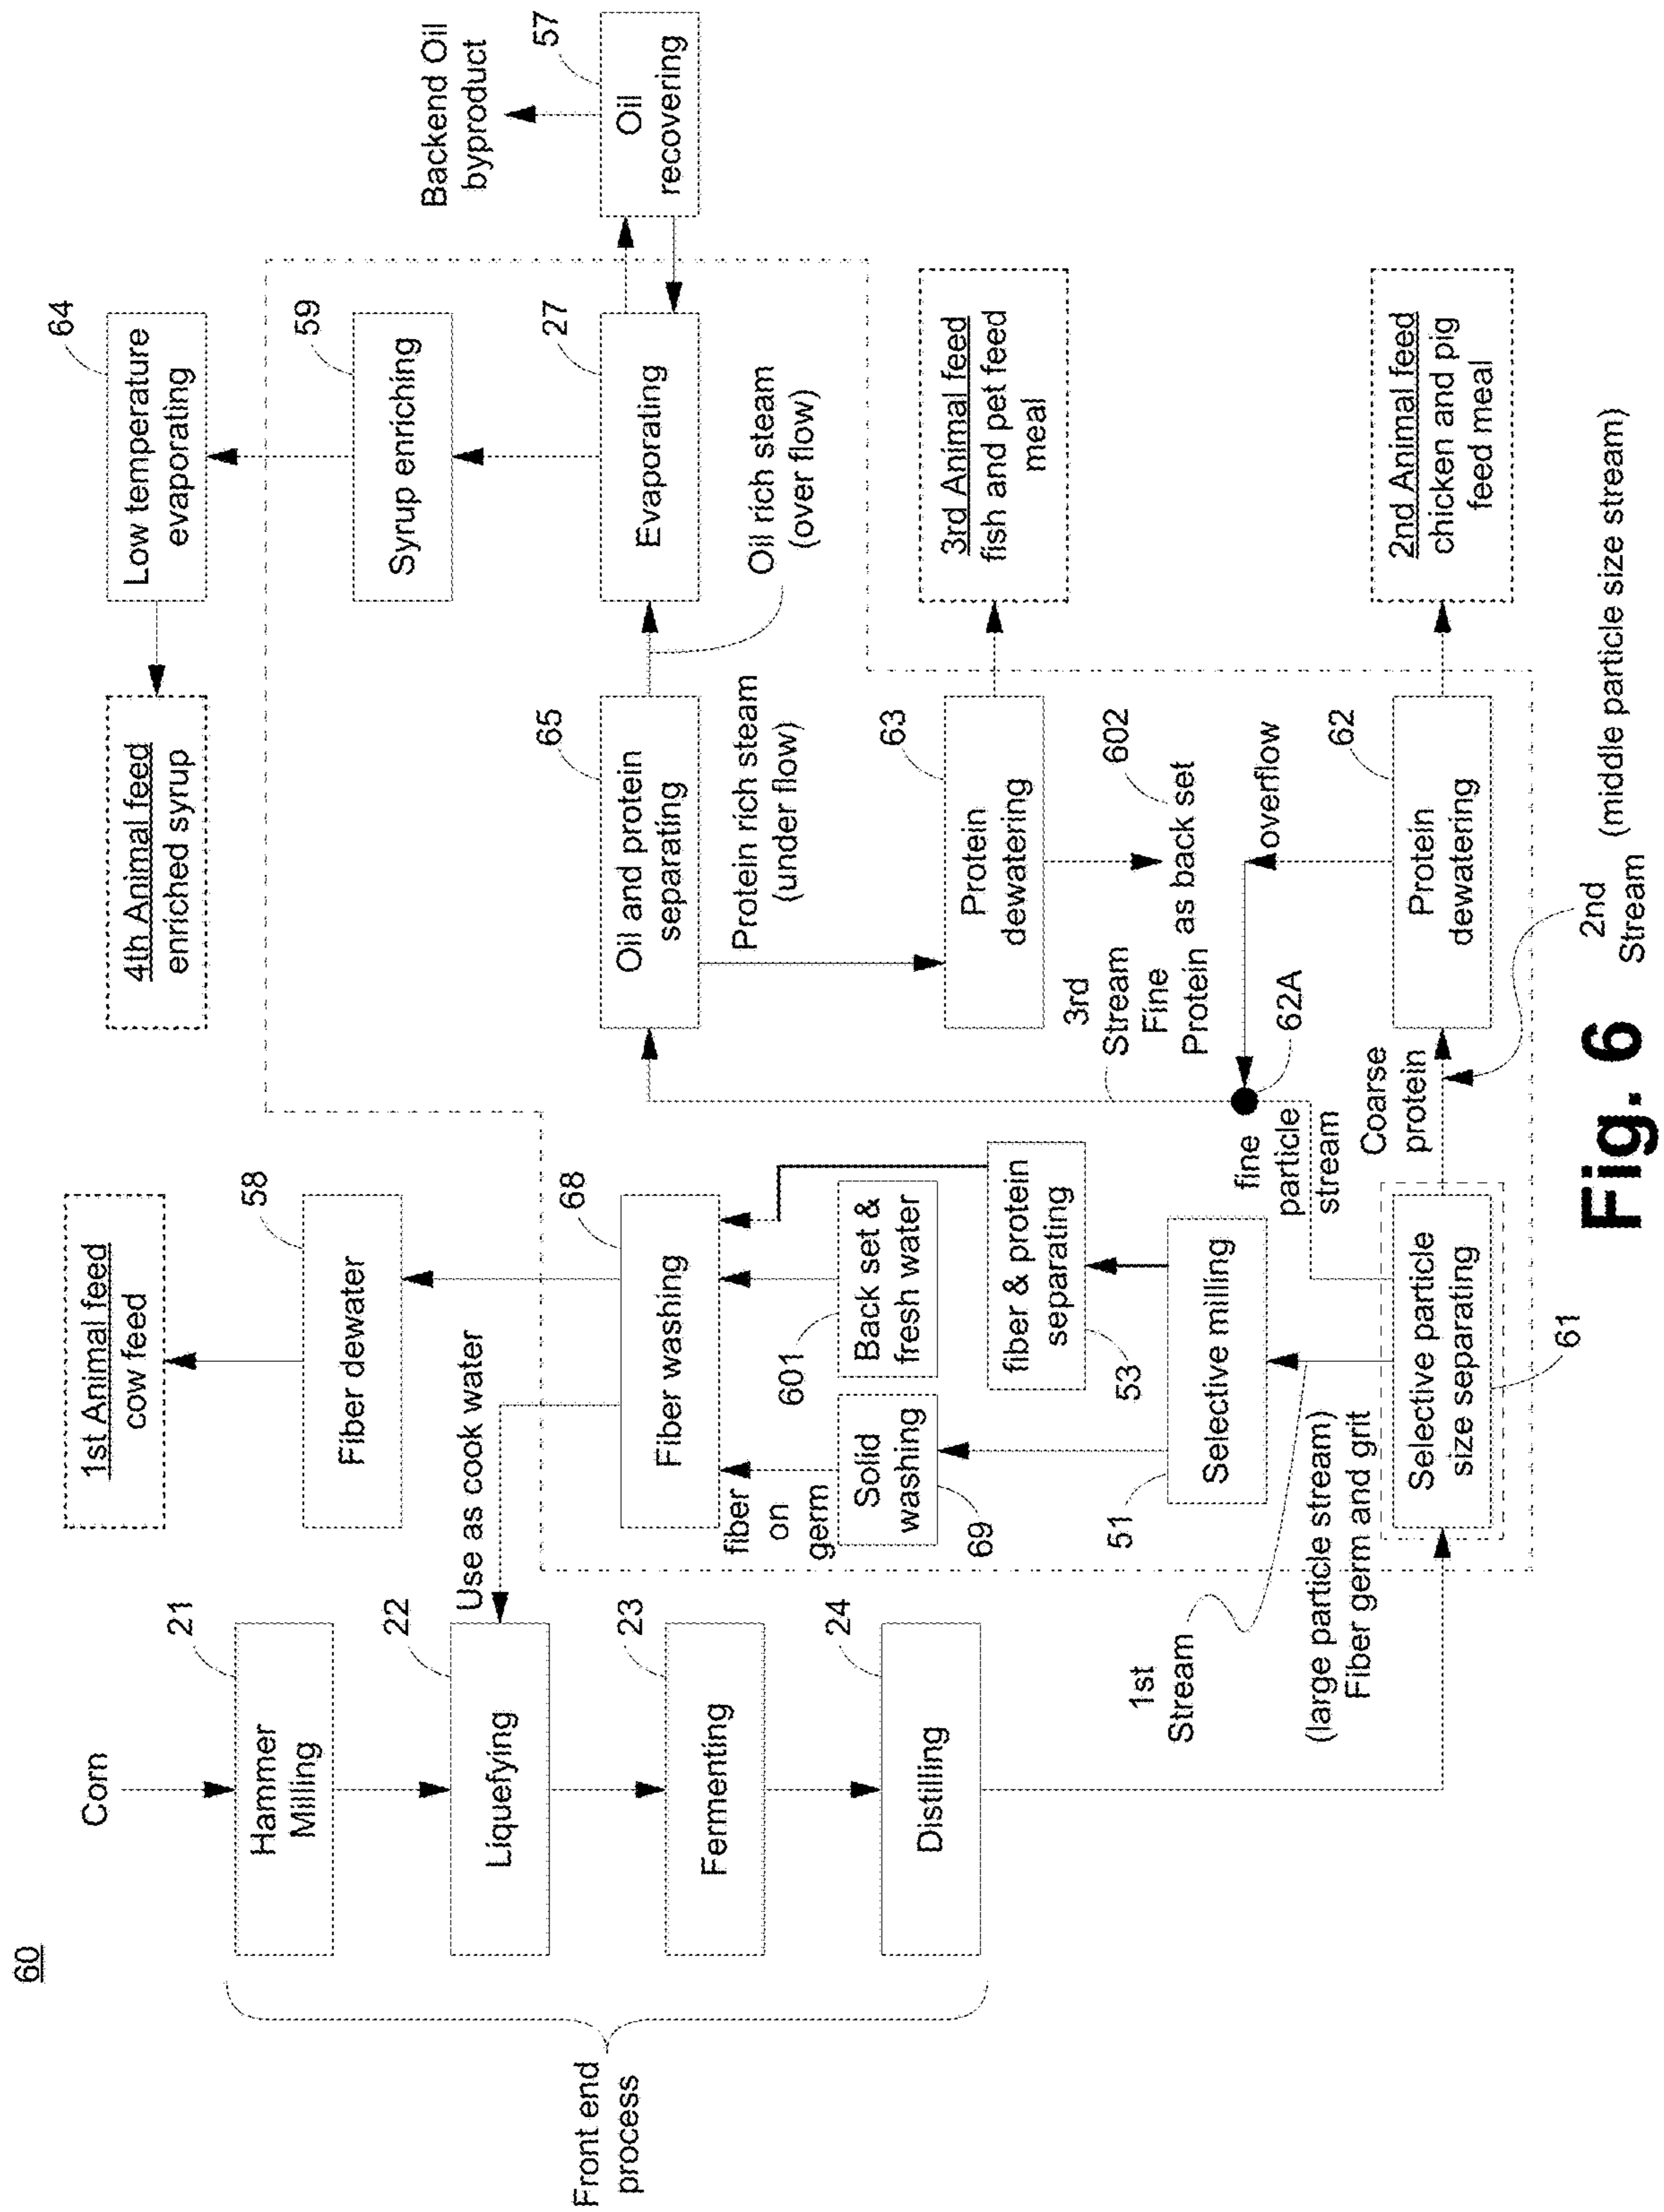 60
Corn
Hammer
Milling
21
Liquefying
22
Fermenting
23
Distilling
24
Front end
process
Use as cook water
1st Animal feed
cow feed
Fiber dewater
58
Fiber washing
68
fiber
on
germ
Solid
washing
69
601
Back set &
fresh water
fiber & protein
separating
53
Selective milling
51
1st
Stream
(large particle stream)
Fiber germ and grit
Selective particle
size separating
61
fine
particle
stream
62A
3rd
Stream
Fine
Protein
Coarse
protein
2nd
Stream
(middle particle size stream)
4th Animal feed
enriched syrup
Low temperature
evaporating
64
Syrup enriching
59
Evaporating
27
Oil
recovering
57
Backend Oil
byproduct
Oil and protein
separating
65
Oil rich steam
(over flow)
Protein rich steam
(under flow)
Protein
dewatering
63
as back set
602
3rd Animal feed
fish and pet feed
meal
overflow
Protein
dewatering
62
2nd Animal feed
chicken and pig
feed meal
Fig. 6